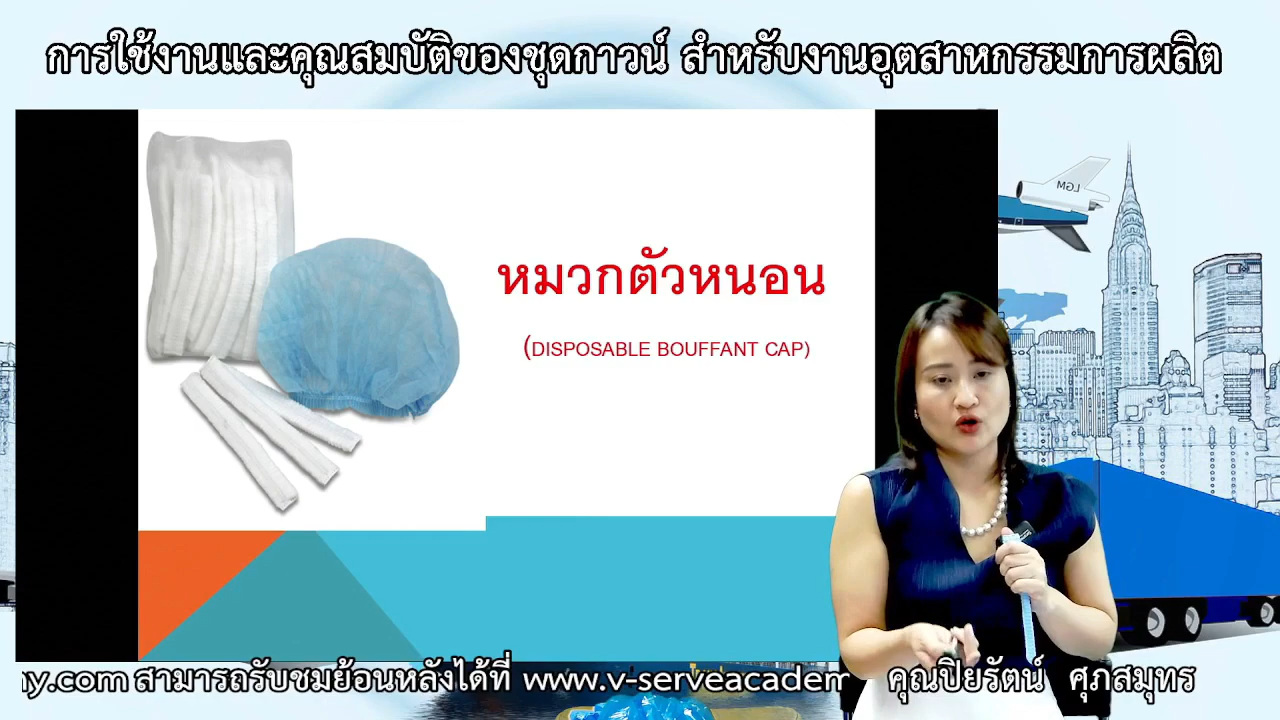 การใช้งานและคุณสมบัติของชุดกาวน์ สำหรับงานอุตสาหกรรมการผลิต
LGM
หมวกตัวหนอน
(DISPOSABLE BOUFFANT CAP)
ay.com สามารถรับชมย้อนหลังได้ที่ www.v-serveacadem
คุณปิยรัตน์ ศุภสมุทร